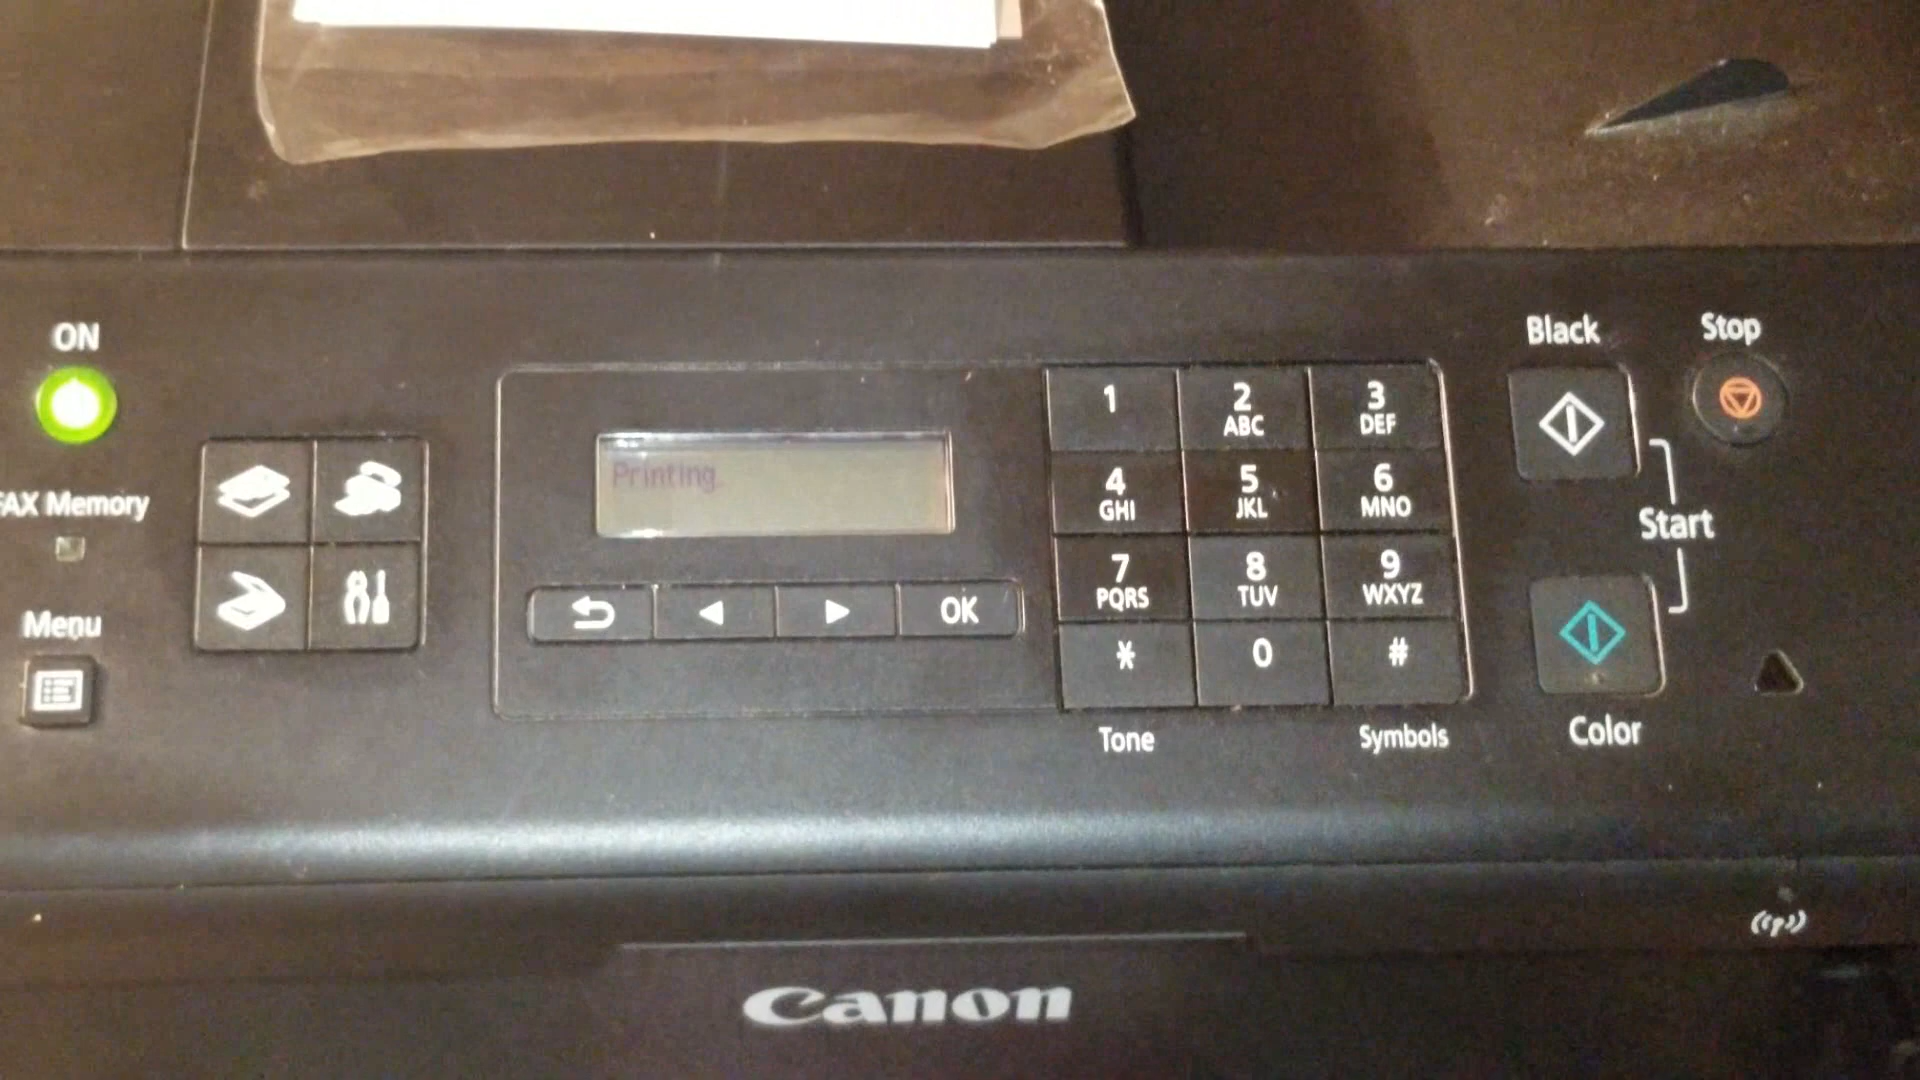 ON
FAX Memory
Menu
Printing.
OK
1
2
ABC
3
DEF
4
GHI
5
JKL
6
MNO
7
PQRS
8
TUV
9
WXYZ
*
0
#
Tone
Symbols
Black
Stop
Start
Color
Canon